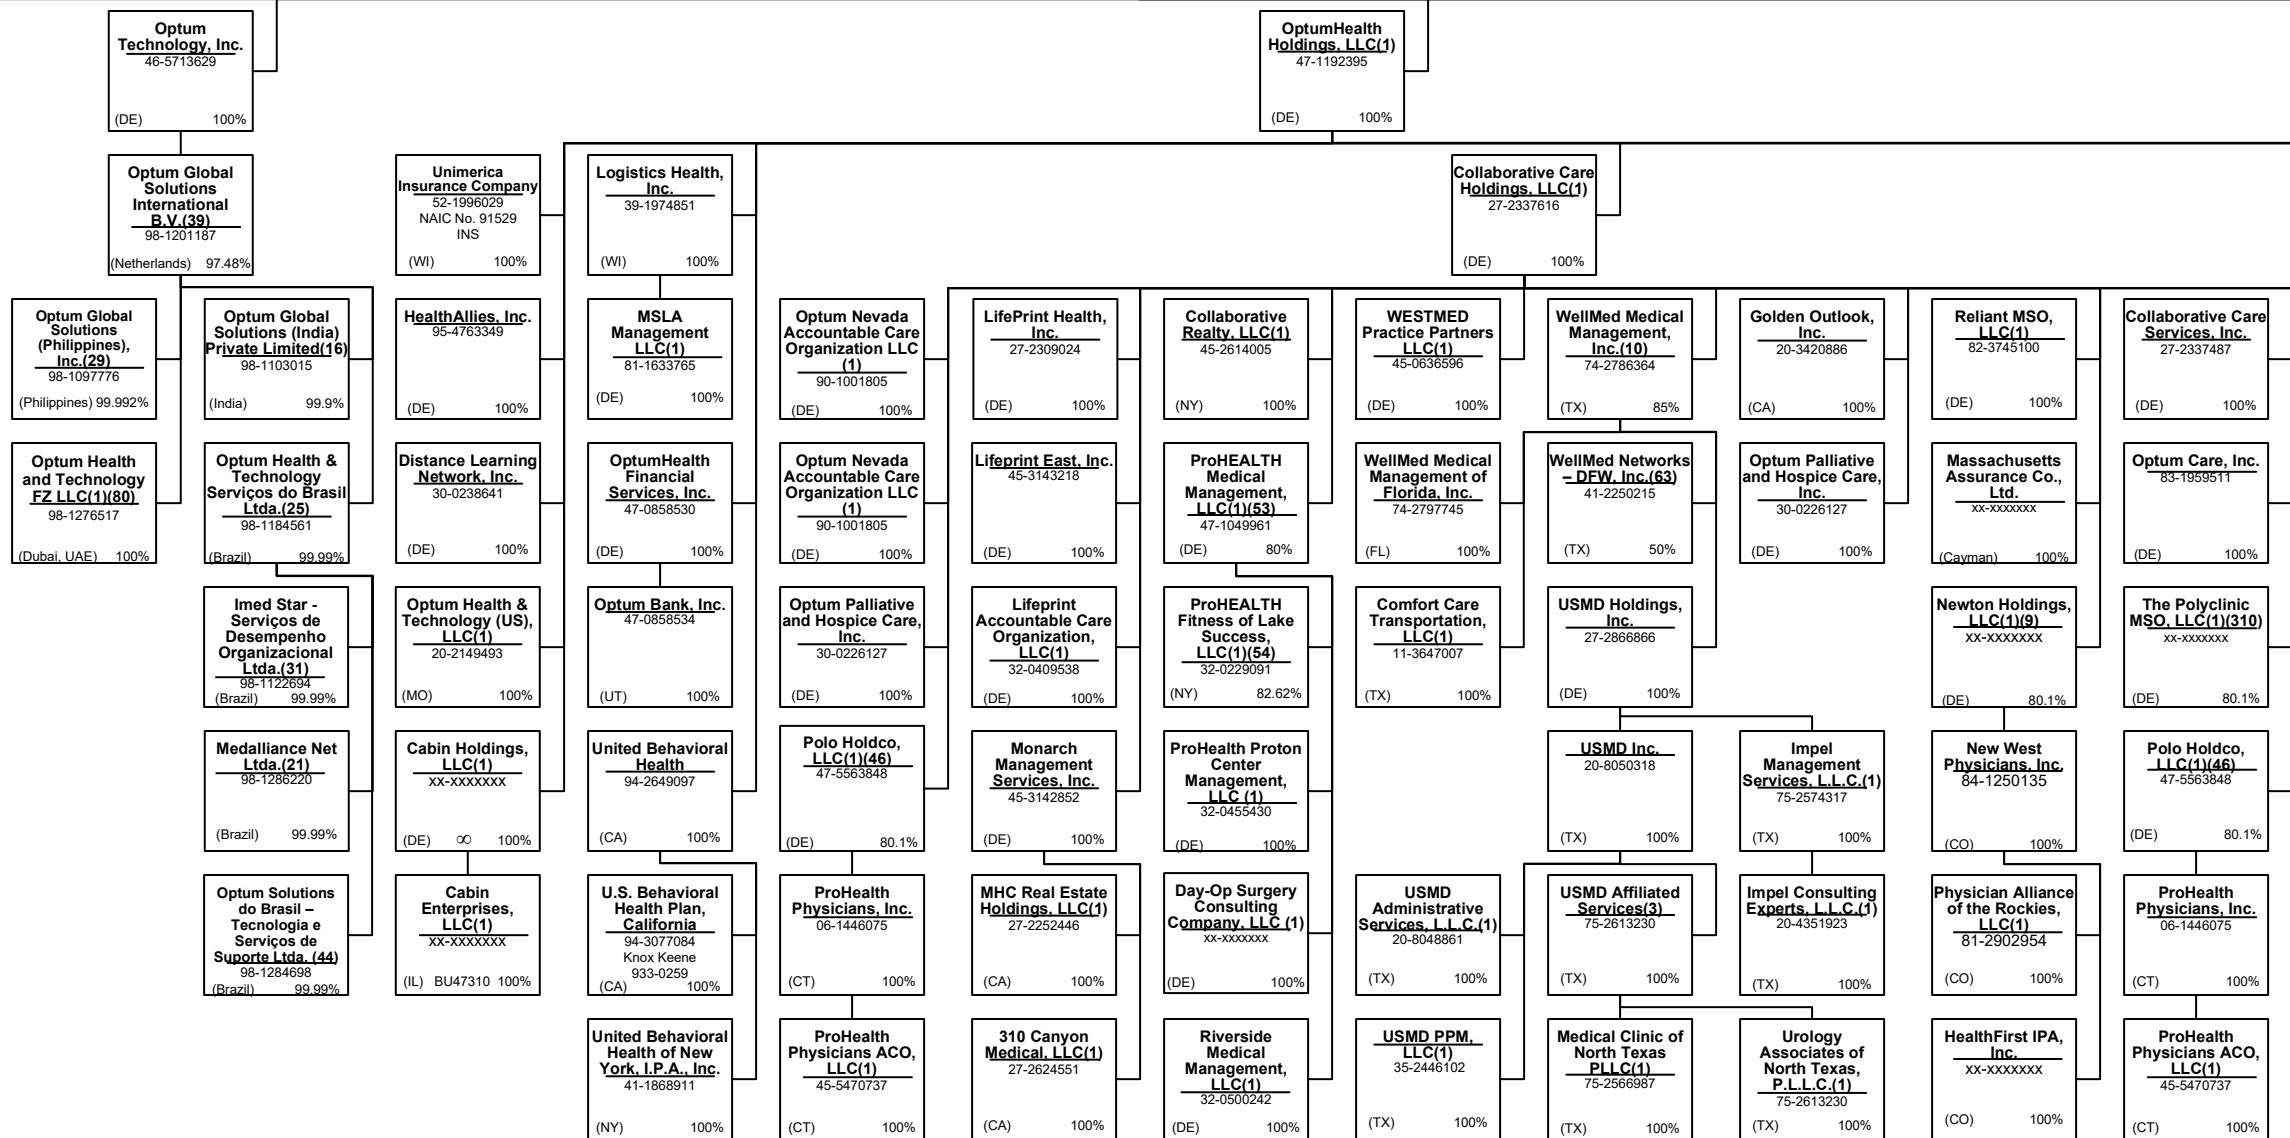 Optum
Technology, Inc.
46-5713629
(DE) 100%
OptumHealth
Holdings, LLC(1)
47-1192395
(DE) 100%
Optum Global
Solutions
International
B.V.(39)
98-1201187
(Netherlands) 97.48%
Unimerica
Insurance Company
52-1996029
NAIC No. 91529
INS
(WI) 100%
Logistics Health,
Inc.
39-1974851
(WI) 100%
Collaborative Care
Holdings, LLC(1)
27-2337616
(DE) 100%
Optum Global
Solutions
(Philippines),
Inc.(29)
98-1097776
(Philippines) 99.992%
Optum Global
Solutions (India)
Private Limited(16)
98-1103015
(India) 99.9%
HealthAllies, Inc.
95-4763349
(DE) 100%
MSLA
Management
LLC(1)
81-1633765
(DE) 100%
Optum Nevada
Accountable Care
Organization LLC
(1)
90-1001805
(DE) 100%
LifePrint Health,
Inc.
27-2309024
(DE) 100%
Collaborative
Realty, LLC(1)
45-2614005
(NY) 100%
WESTMED
Practice Partners
LLC(1)
45-0636596
(DE) 100%
WellMed Medical
Management,
Inc.(10)
74-2786364
(TX) 85%
Golden Outlook,
Inc.
20-3420886
(CA) 100%
Reliant MSO,
LLC(1)
82-3745100
(DE) 100%
Collaborative Care
Services, Inc.
27-2337487
(DE) 100%
Optum Health
and Technology
FZ LLC(1)(80)
98-1276517
(Dubai, UAE) 100%
Optum Health &
Technology
Serviços do Brasil
Ltda.(25)
98-1184561
(Brazil) 99.99%
Distance Learning
Network, Inc.
30-0238641
(DE) 100%
OptumHealth
Financial
Services, Inc.
47-0858530
(DE) 100%
Optum Nevada
Accountable Care
Organization LLC
(1)
90-1001805
(DE) 100%
Lifeprint East, Inc.
45-3143218
(DE) 100%
ProHEALTH
Medical
Management,
LLC(1)(53)
47-1049961
(DE) 80%
WellMed Medical
Management of
Florida, Inc.
74-2797745
(FL) 100%
WellMed Networks
– DFW, Inc.(63)
41-2250215
(TX) 50%
Optum Palliative
and Hospice Care,
Inc.
30-0226127
(DE) 100%
Massachusetts
Assurance Co.,
Ltd.
xx-xxxxxxx
(Cayman) 100%
Optum Care, Inc.
83-1959511
(DE) 100%
Imed Star -
Serviços de
Desempenho
Organizacional
Ltda.(31)
98-1122694
(Brazil) 99.99%
Optum Health &
Technology (US),
LLC(1)
20-2149493
(MO) 100%
Optum Bank, Inc.
47-0858534
(UT) 100%
Optum Palliative
and Hospice Care,
Inc.
30-0226127
(DE) 100%
Lifeprint
Accountable Care
Organization,
LLC(1)
32-0409538
(DE) 100%
ProHEALTH
Fitness of Lake
Success,
LLC(1)(54)
32-0229091
(NY) 82.62%
Comfort Care
Transportation,
LLC(1)
11-3647007
(TX) 100%
USMD Holdings,
Inc.
27-2866866
(DE) 100%
Newton Holdings,
LLC(1)(9)
xx-xxxxxxx
(DE) 80.1%
The Polyclinic
MSO, LLC(1)(310)
xx-xxxxxxx
(DE) 80.1%
Medalliance Net
Ltda.(21)
98-1286220
(Brazil) 99.99%
Cabin Holdings,
LLC(1)
xx-xxxxxxx
(DE) ∞ 100%
United Behavioral
Health
94-2649097
(CA) 100%
Polo Holdco,
LLC(1)(46)
47-5563848
(DE) 80.1%
Monarch
Management
Services, Inc.
45-3142852
(DE) 100%
ProHealth Proton
Center
Management,
LLC (1)
32-0455430
(DE) 100%
USMD Inc.
20-8050318
(TX) 100%
Impel
Management
Services, L.L.C.(1)
75-2574317
(TX) 100%
New West
Physicians, Inc.
84-1250135
(CO) 100%
Polo Holdco,
LLC(1)(46)
47-5563848
(DE) 80.1%
Optum Solutions
do Brasil –
Tecnologia e
Serviços de
Suporte Ltda. (44)
98-1284698
(Brazil) 99.99%
Cabin
Enterprises,
LLC(1)
xx-xxxxxxx
(IL) BU47310 100%
U.S. Behavioral
Health Plan,
California
94-3077084
Knox Keene
933-0259
(CA) 100%
ProHealth
Physicians, Inc.
06-1446075
(CT) 100%
MHC Real Estate
Holdings, LLC(1)
27-2252446
(CA) 100%
Day-Op Surgery
Consulting
Company, LLC (1)
xx-xxxxxxx
(DE) 100%
USMD
Administrative
Services, L.L.C.(1)
20-8048861
(TX) 100%
USMD Affiliated
Services(3)
75-2613230
(TX) 100%
Impel Consulting
Experts, L.L.C.(1)
20-4351923
(TX) 100%
Physician Alliance
of the Rockies,
LLC(1)
81-2902954
(CO) 100%
ProHealth
Physicians, Inc.
06-1446075
(CT) 100%
United Behavioral
Health of New
York, I.P.A., Inc.
41-1868911
(NY) 100%
ProHealth
Physicians ACO,
LLC(1)
45-5470737
(CT) 100%
310 Canyon
Medical, LLC(1)
27-2624551
(CA) 100%
Riverside
Medical
Management,
LLC(1)
32-0500242
(DE) 100%
USMD PPM,
LLC(1)
35-2446102
(TX) 100%
Medical Clinic of
North Texas
PLLC(1)
75-2566987
(TX) 100%
Urology
Associates of
North Texas,
P.L.L.C.(1)
75-2613230
(TX) 100%
HealthFirst IPA,
Inc.
xx-xxxxxxx
(CO) 100%
ProHealth
Physicians ACO,
LLC(1)
45-5470737
(CT) 100%